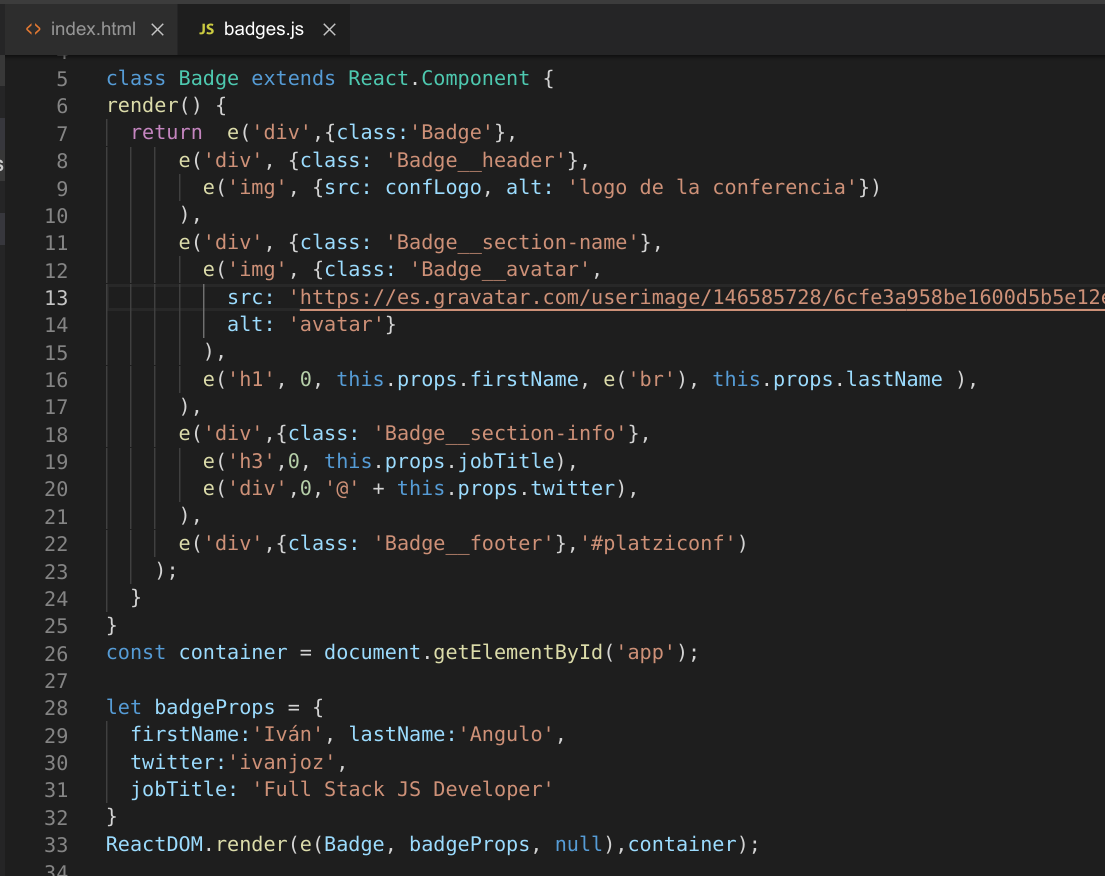 index.html
JS badges.js
5 class Badge extends React.Component {
6 render() {
7 return e('div',{class:'Badge'},
8 e('div', {class: 'Badge__header'},
9 e('img', {src: confLogo, alt: 'logo de la conferencia'})
10 ),
11 e('div', {class: 'Badge__section-name'},
12 e('img', {class: 'Badge__avatar',
13 src: 'https://es.gravatar.com/userimage/146585728/6cfe3a958be1600d5b5e12e
14 alt: 'avatar'}
15 ),
16 e('h1', 0, this.props.firstName, e('br'), this.props.lastName ),
17 ),
18 e('div',{class: 'Badge__section-info'},
19 e('h3',0, this.props.jobTitle),
20 e('div',0,'@' + this.props.twitter),
21 ),
22 e('div',{class: 'Badge__footer'},'#platziconf')
23 );
24 }
25 }
26 const container = document.getElementById('app');
27
28 let badgeProps = {
29 firstName:'Iván', lastName:'Angulo',
30 twitter:'ivanjoz',
31 jobTitle: 'Full Stack JS Developer'
32 }
33 ReactDOM.render(e(Badge, badgeProps, null),container);
34